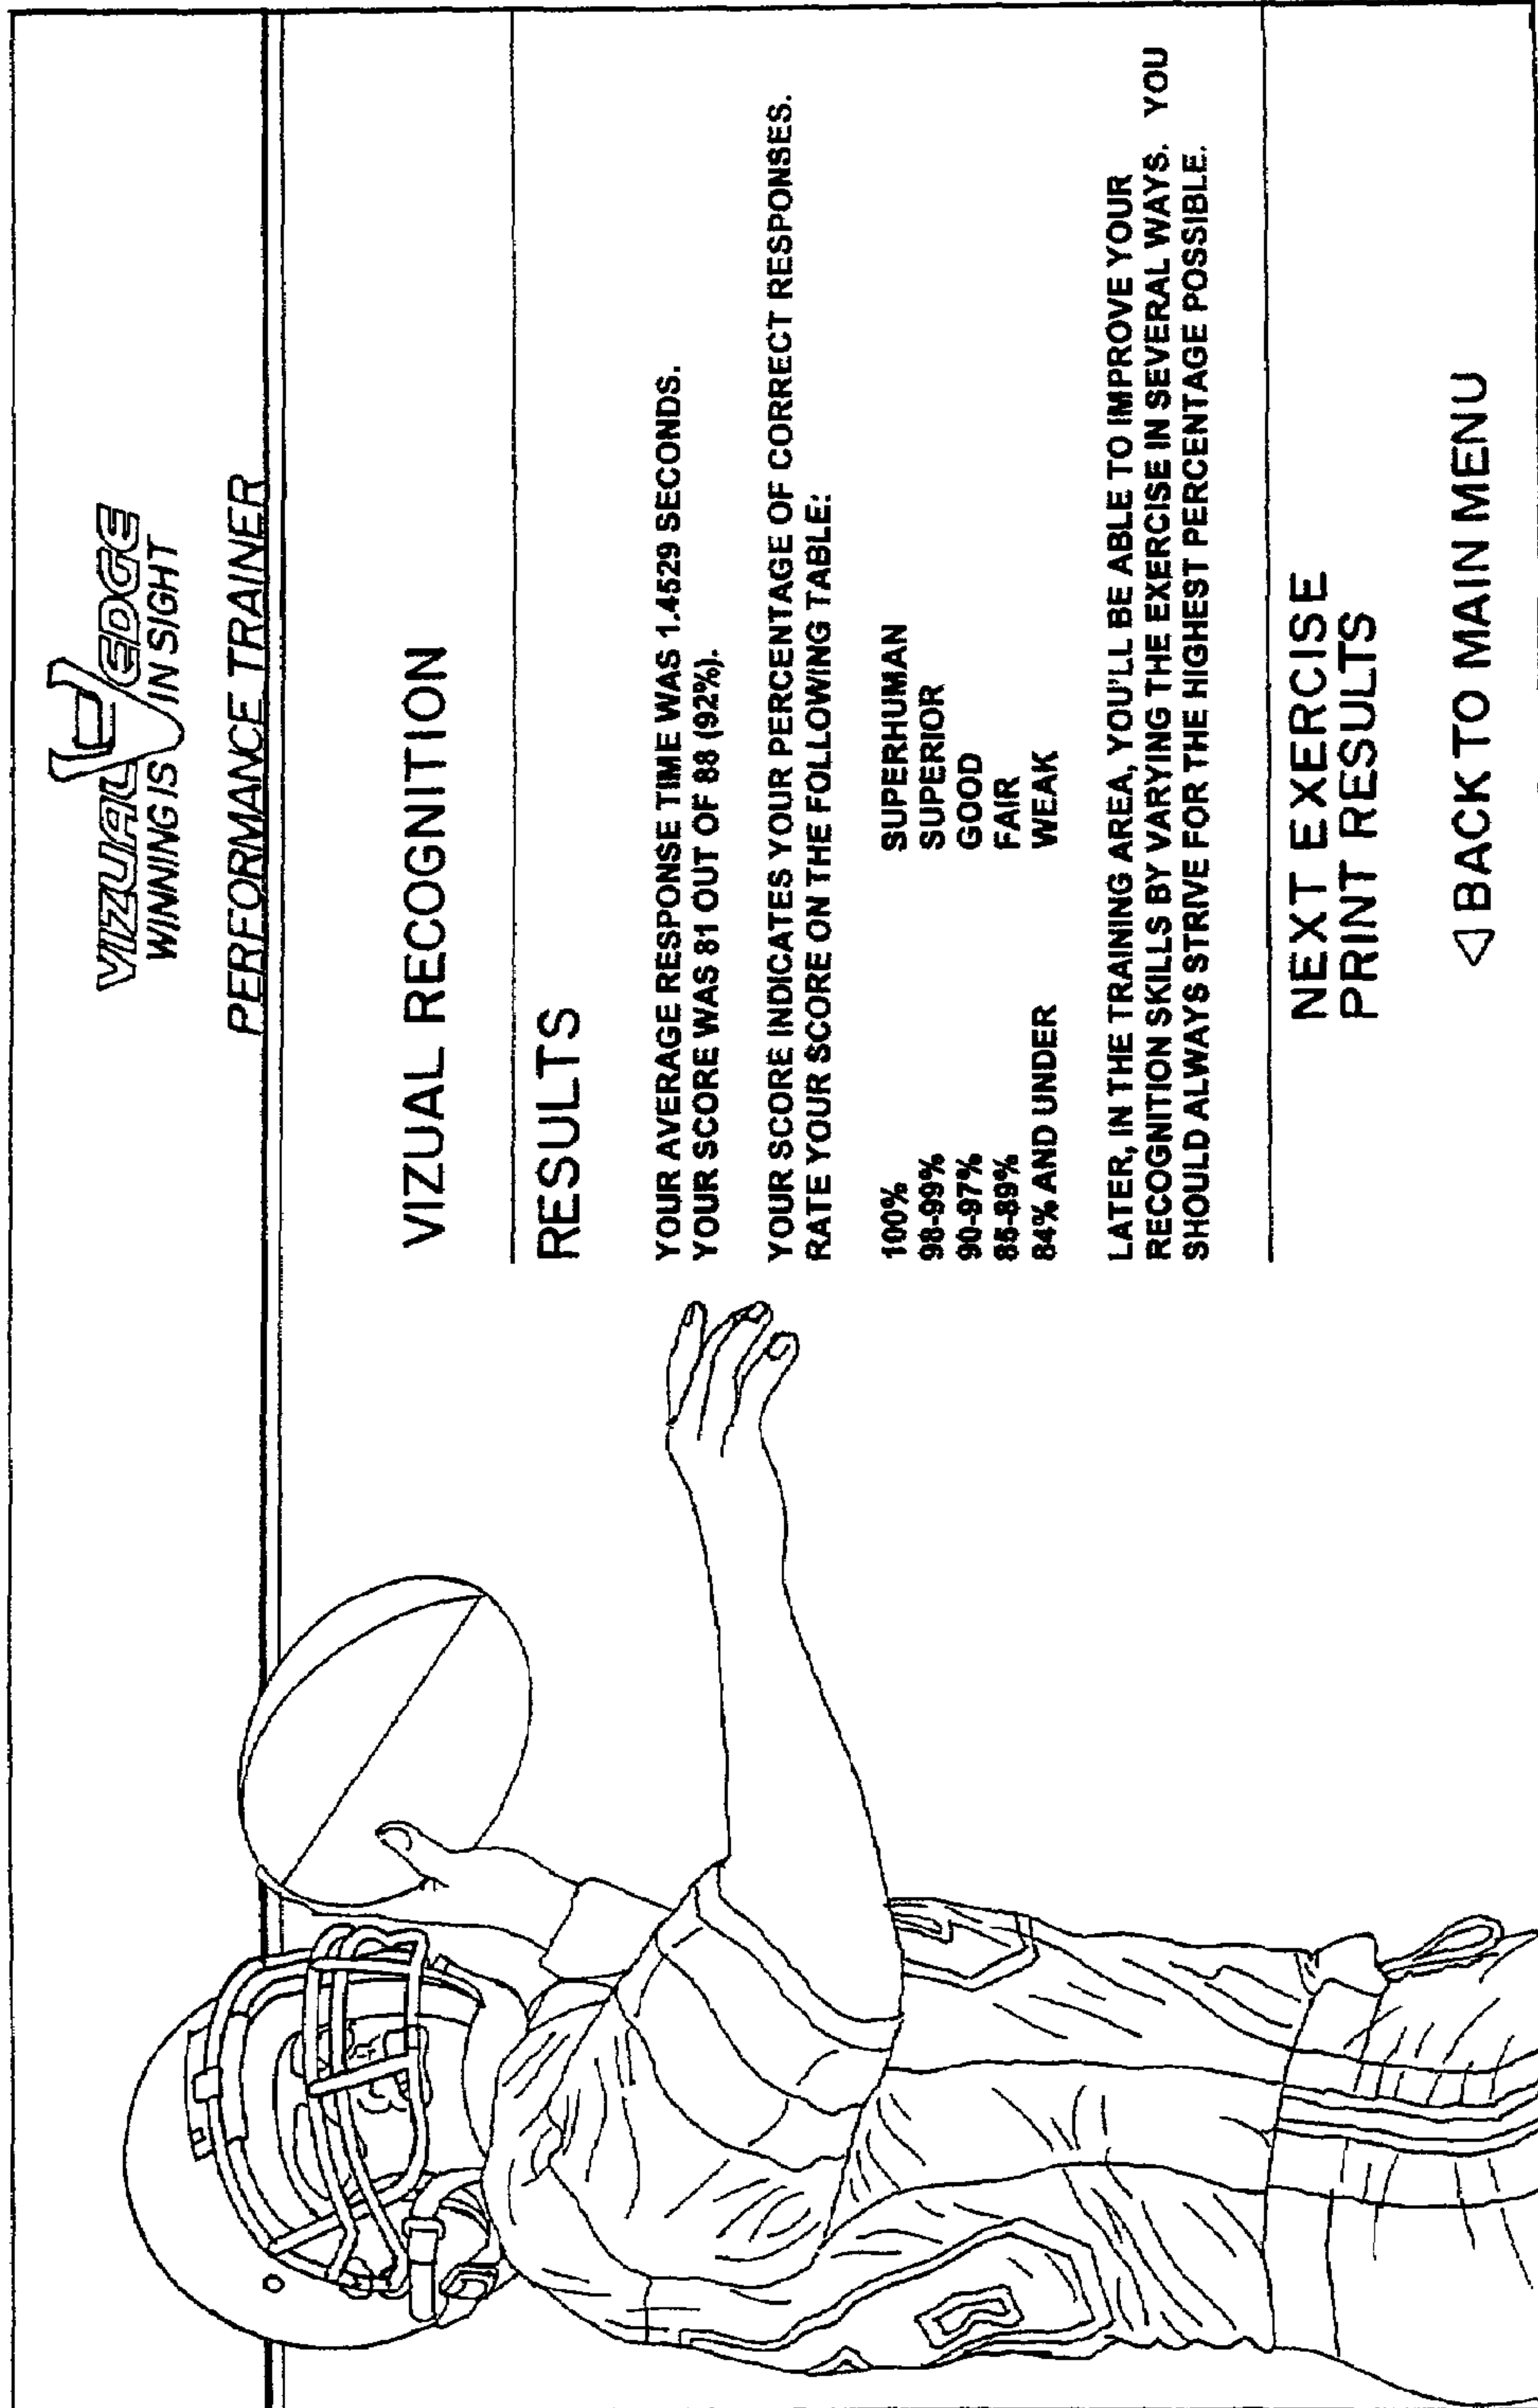 VIZUAL EDGE
WINNING IS IN SIGHT
PERFORMANCE TRAINER
VIZUAL RECOGNITION
RESULTS
YOUR AVERAGE RESPONSE TIME WAS 1.4529 SECONDS.
YOUR SCORE WAS 81 OUT OF 88 (92%).
YOUR SCORE INDICATES YOUR PERCENTAGE OF CORRECT RESPONSES.
RATE YOUR SCORE ON THE FOLLOWING TABLE:
100% SUPERHUMAN
98-99% SUPERIOR
90-97% GOOD
85-89% FAIR
84% AND UNDER WEAK
LATER, IN THE TRAINING AREA, YOU'LL BE ABLE TO IMPROVE YOUR
RECOGNITION SKILLS BY VARYING THE EXERCISE IN SEVERAL WAYS. YOU
SHOULD ALWAYS STRIVE FOR THE HIGHEST PERCENTAGE POSSIBLE.
NEXT EXERCISE
PRINT RESULTS
◁ BACK TO MAIN MENU